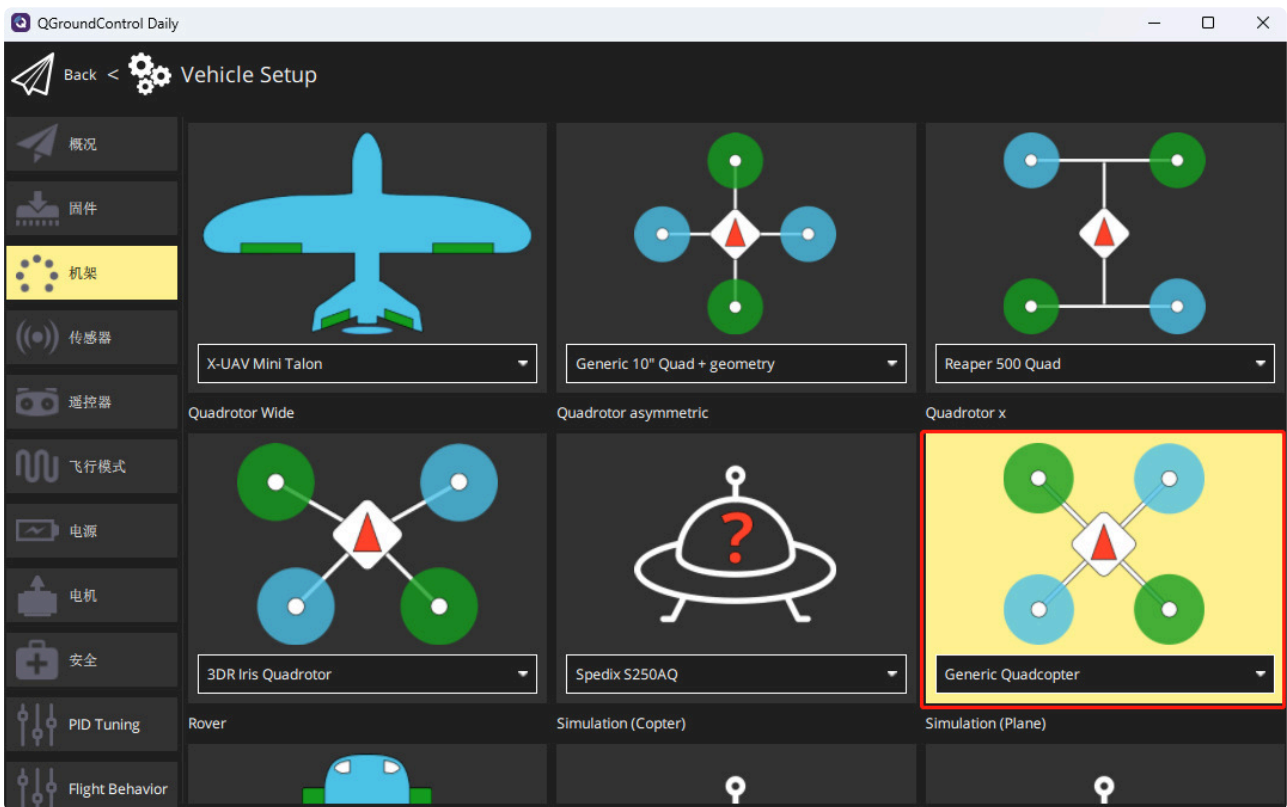 QGroundControl Daily
Back < Vehicle Setup
概况
固件
机架
传感器
遥控器
飞行模式
电源
电机
安全
PID Tuning
Flight Behavior
X-UAV Mini Talon
Generic 10" Quad + geometry
Reaper 500 Quad
Quadrotor Wide
Quadrotor asymmetric
Quadrotor x
?
3DR Iris Quadrotor
Spedix S250AQ
Generic Quadcopter
Rover
Simulation (Copter)
Simulation (Plane)